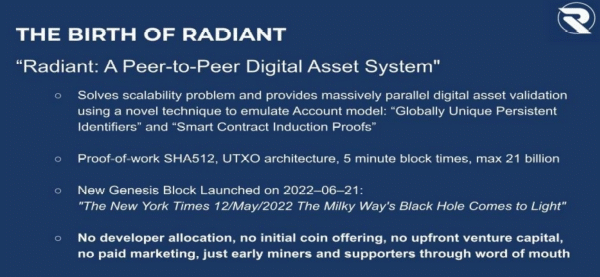 THE BIRTH OF RADIANT
“Radiant: A Peer-to-Peer Digital Asset System"
○ Solves scalability problem and provides massively parallel digital asset validation
using a novel technique to emulate Account model: “Globally Unique Persistent
Identifiers” and “Smart Contract Induction Proofs”
○ Proof-of-work SHA512, UTXO architecture, 5 minute block times, max 21 billion
○ New Genesis Block Launched on 2022–06–21:
"The New York Times 12/May/2022 The Milky Way's Black Hole Comes to Light"
○ No developer allocation, no initial coin offering, no upfront venture capital,
no paid marketing, just early miners and supporters through word of mouth